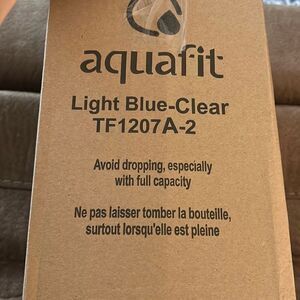 aquafit
Light Blue-Clear
TF1207A-2
Avoid dropping, especially
with full capacity
Ne pas laisser tomber la bouteille,
surtout lorsqu'elle est pleine